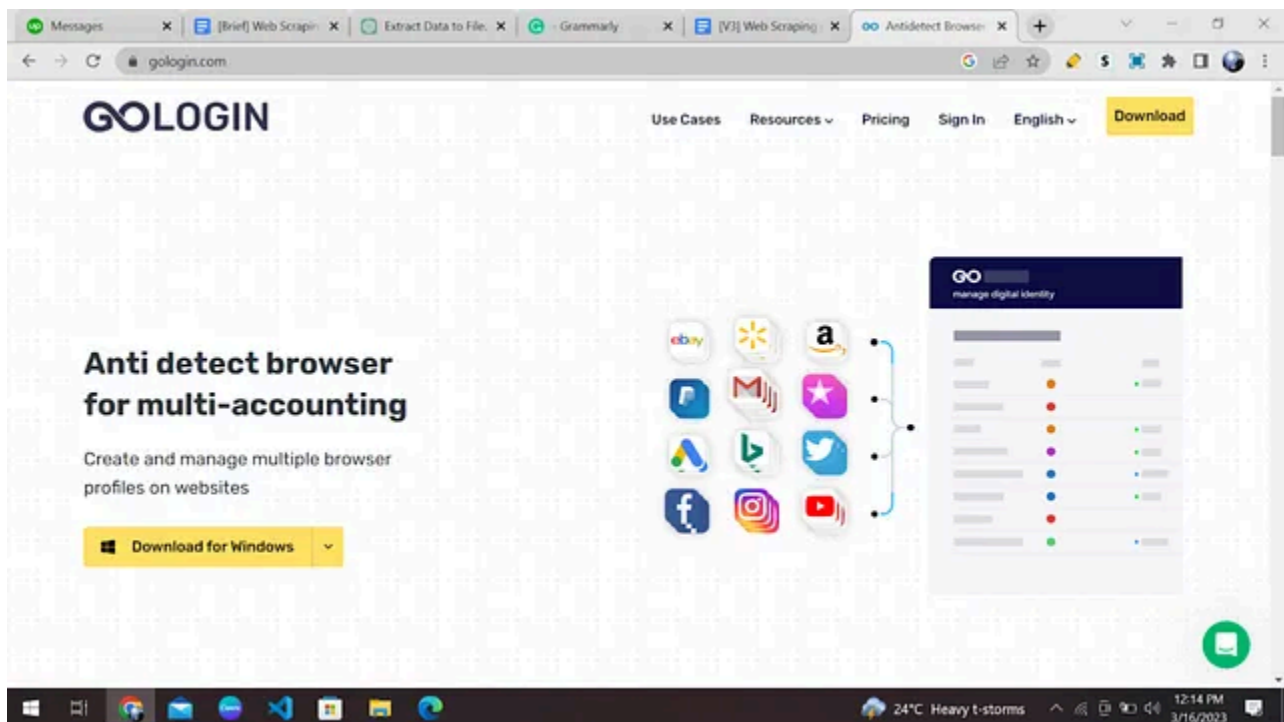 Messages
[Brief] Web Scrapin
Extract Data to File.
- Grammarly
[V3] Web Scraping
Antidetect Browser
gologin.com
GOLOGIN
Use Cases
Resources
Pricing
Sign In
English
Download
GO
manage digital identity
ebay
a
Anti detect browser
for multi-accounting
Create and manage multiple browser
profiles on websites
Download for Windows
24°C Heavy t-storms
12:14 PM
3/16/2023